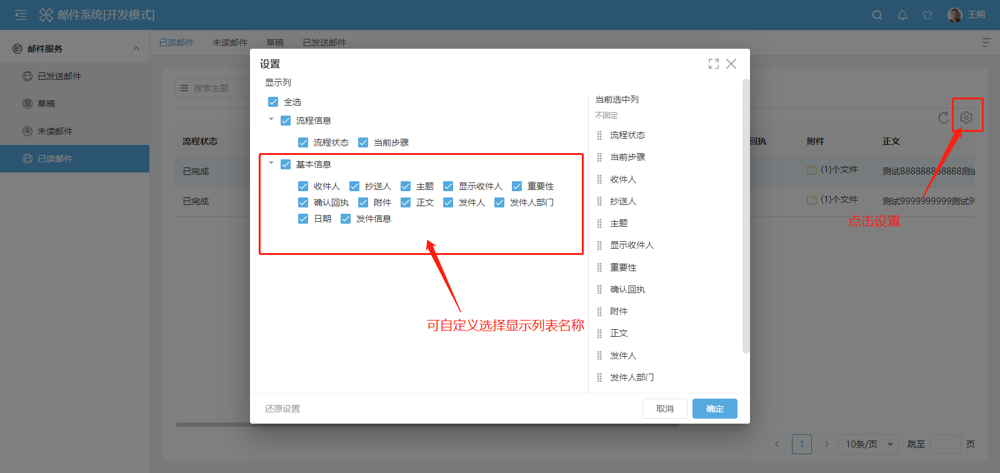 邮件系统[开发模式]
王朔
邮件服务
已发送邮件
草稿
未读邮件
已读邮件
已读邮件 未读邮件 草稿 已发送邮件
搜索主题
流程状态 回执 附件 正文
已完成 (1)个文件 测试888888888888测试
已完成 (1)个文件 测试9999999999测试99
设置
显示列
全选
流程信息
流程状态 当前步骤
基本信息
收件人 抄送人 主题 显示收件人 重要性
确认回执 附件 正文 发件人 发件人部门
日期 发件信息
当前选中列
不固定
流程状态
当前步骤
收件人
抄送人
主题
显示收件人
重要性
确认回执
附件
正文
发件人
发件人部门
还原设置
取消 确定
可自定义选择显示列表名称
点击设置
1 10条/页 跳至 页